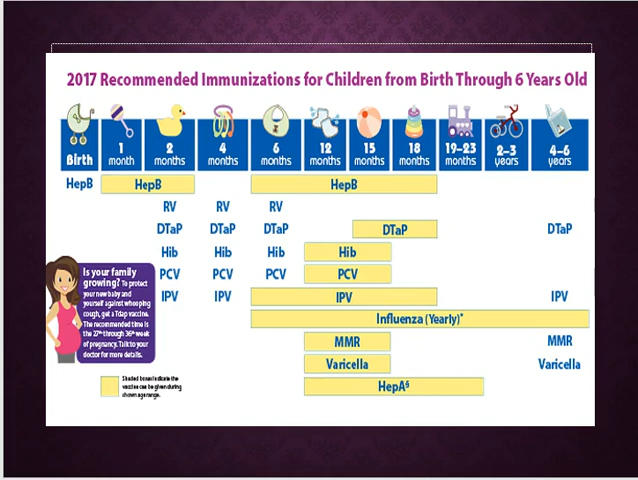 2017 Recommended Immunizations for Children from Birth Through 6 Years Old
Birth
1 month
2 months
4 months
6 months
12 months
15 months
18 months
19–23 months
2–3 years
4–6 years
HepB HepB HepB
RV RV RV
DTaP DTaP DTaP DTaP DTaP
Hib Hib Hib Hib
PCV PCV PCV PCV
IPV IPV IPV IPV
Influenza (Yearly)*
MMR MMR
Varicella Varicella
HepA§
Is your family
growing? To protect
your new baby and
yourself against whooping
cough, get a Tdap vaccine.
The recommended time is
the 27th through 36th week
of pregnancy. Talk to your
doctor for more details.
Shaded boxes indicate the
vaccine can be given during
shown age range.